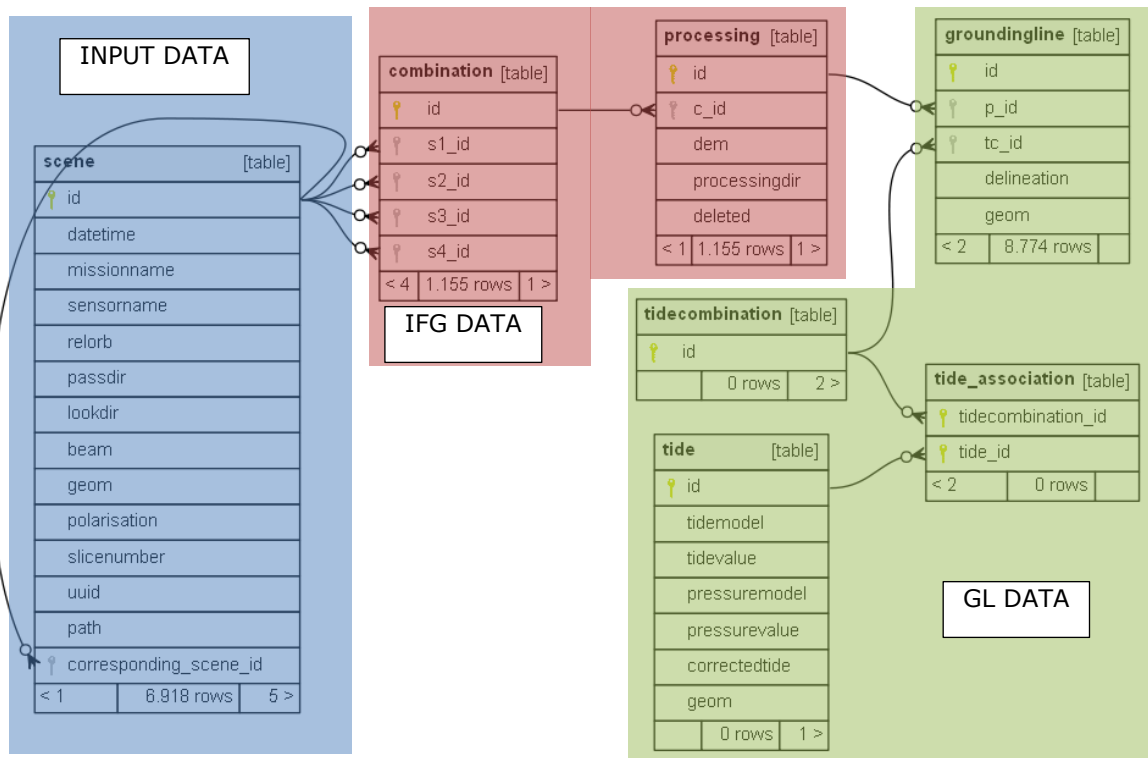 INPUT DATA
scene [table]
id
datetime
missionname
sensorname
relorb
passdir
lookdir
beam
geom
polarisation
slicenumber
uuid
path
corresponding_scene_id
< 1 6.918 rows 5 >
combination [table]
id
s1_id
s2_id
s3_id
s4_id
< 4 1.155 rows 1 >
IFG DATA
processing [table]
id
c_id
dem
processingdir
deleted
< 1 1.155 rows 1 >
groundingline [table]
id
p_id
tc_id
delineation
geom
< 2 8.774 rows
tidecombination [table]
id
0 rows 2 >
tide_association [table]
tidecombination_id
tide_id
< 2 0 rows
tide [table]
id
tidemodel
tidevalue
pressuremodel
pressurevalue
correctedtide
geom
0 rows 1 >
GL DATA